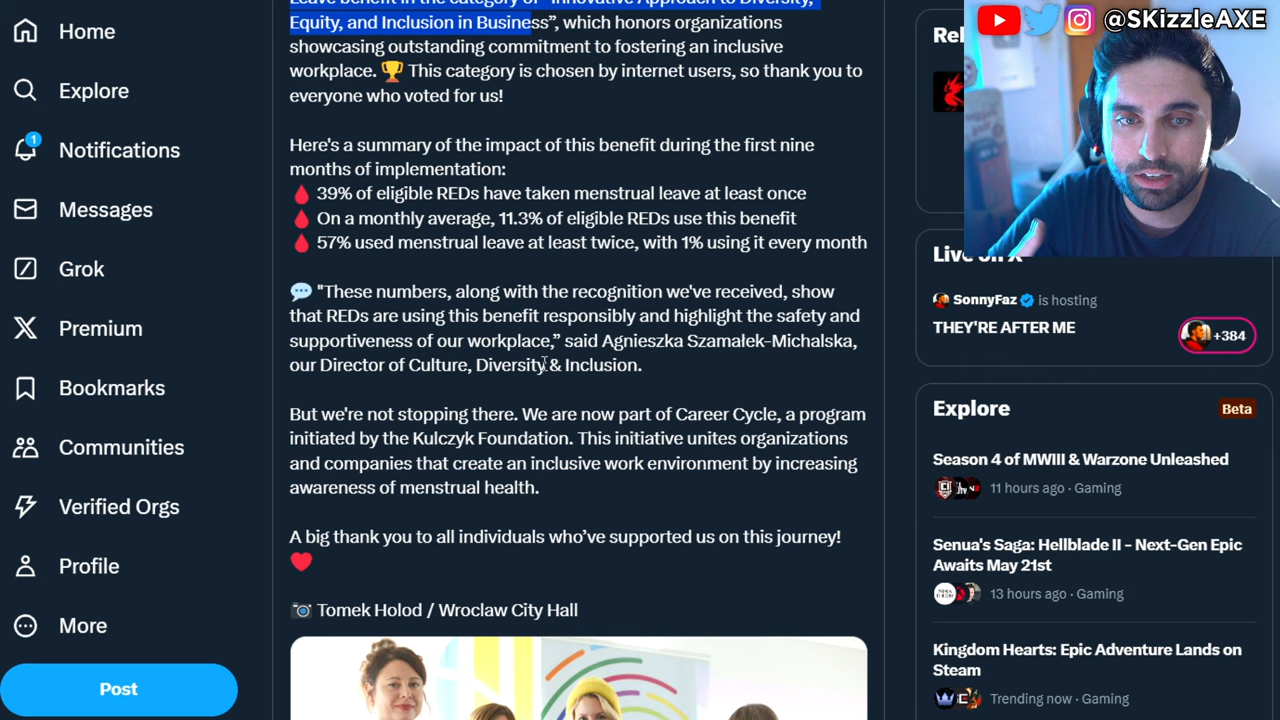 Home
Explore
1
Notifications
Messages
Grok
Premium
Bookmarks
Communities
Verified Orgs
Profile
More
Post
Leave benefit in the category of "Innovative Approach to Diversity,
Equity, and Inclusion in Business”, which honors organizations
showcasing outstanding commitment to fostering an inclusive
workplace. 🏆 This category is chosen by internet users, so thank you to
everyone who voted for us!
Here's a summary of the impact of this benefit during the first nine
months of implementation:
🩸 39% of eligible REDs have taken menstrual leave at least once
🩸 On a monthly average, 11.3% of eligible REDs use this benefit
🩸 57% used menstrual leave at least twice, with 1% using it every month
💬 "These numbers, along with the recognition we've received, show
that REDs are using this benefit responsibly and highlight the safety and
supportiveness of our workplace,” said Agnieszka Szamałek-Michalska,
our Director of Culture, Diversity & Inclusion.
But we're not stopping there. We are now part of Career Cycle, a program
initiated by the Kulczyk Foundation. This initiative unites organizations
and companies that create an inclusive work environment by increasing
awareness of menstrual health.
A big thank you to all individuals who’ve supported us on this journey!
❤️
📷 Tomek Holod / Wroclaw City Hall
@SKizzleAXE
Rel
Live on X
SonnyFaz is hosting
THEY'RE AFTER ME
+384
Explore
Beta
Season 4 of MWIII & Warzone Unleashed
11 hours ago · Gaming
Senua's Saga: Hellblade II – Next-Gen Epic
Awaits May 21st
13 hours ago · Gaming
Kingdom Hearts: Epic Adventure Lands on
Steam
Trending now · Gaming